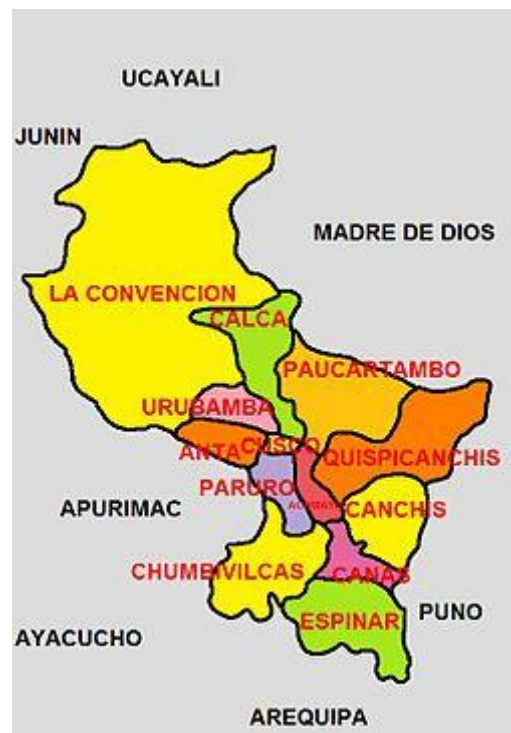 UCAYALI
JUNIN
MADRE DE DIOS
LA CONVENCION
CALCA
PAUCARTAMBO
URUBAMBA
CUSCO
ANTA
QUISPICANCHIS
PARURO
APURIMAC
CANCHIS
CHUMBIVILCAS
CANAS
PUNO
ESPINAR
AYACUCHO
AREQUIPA